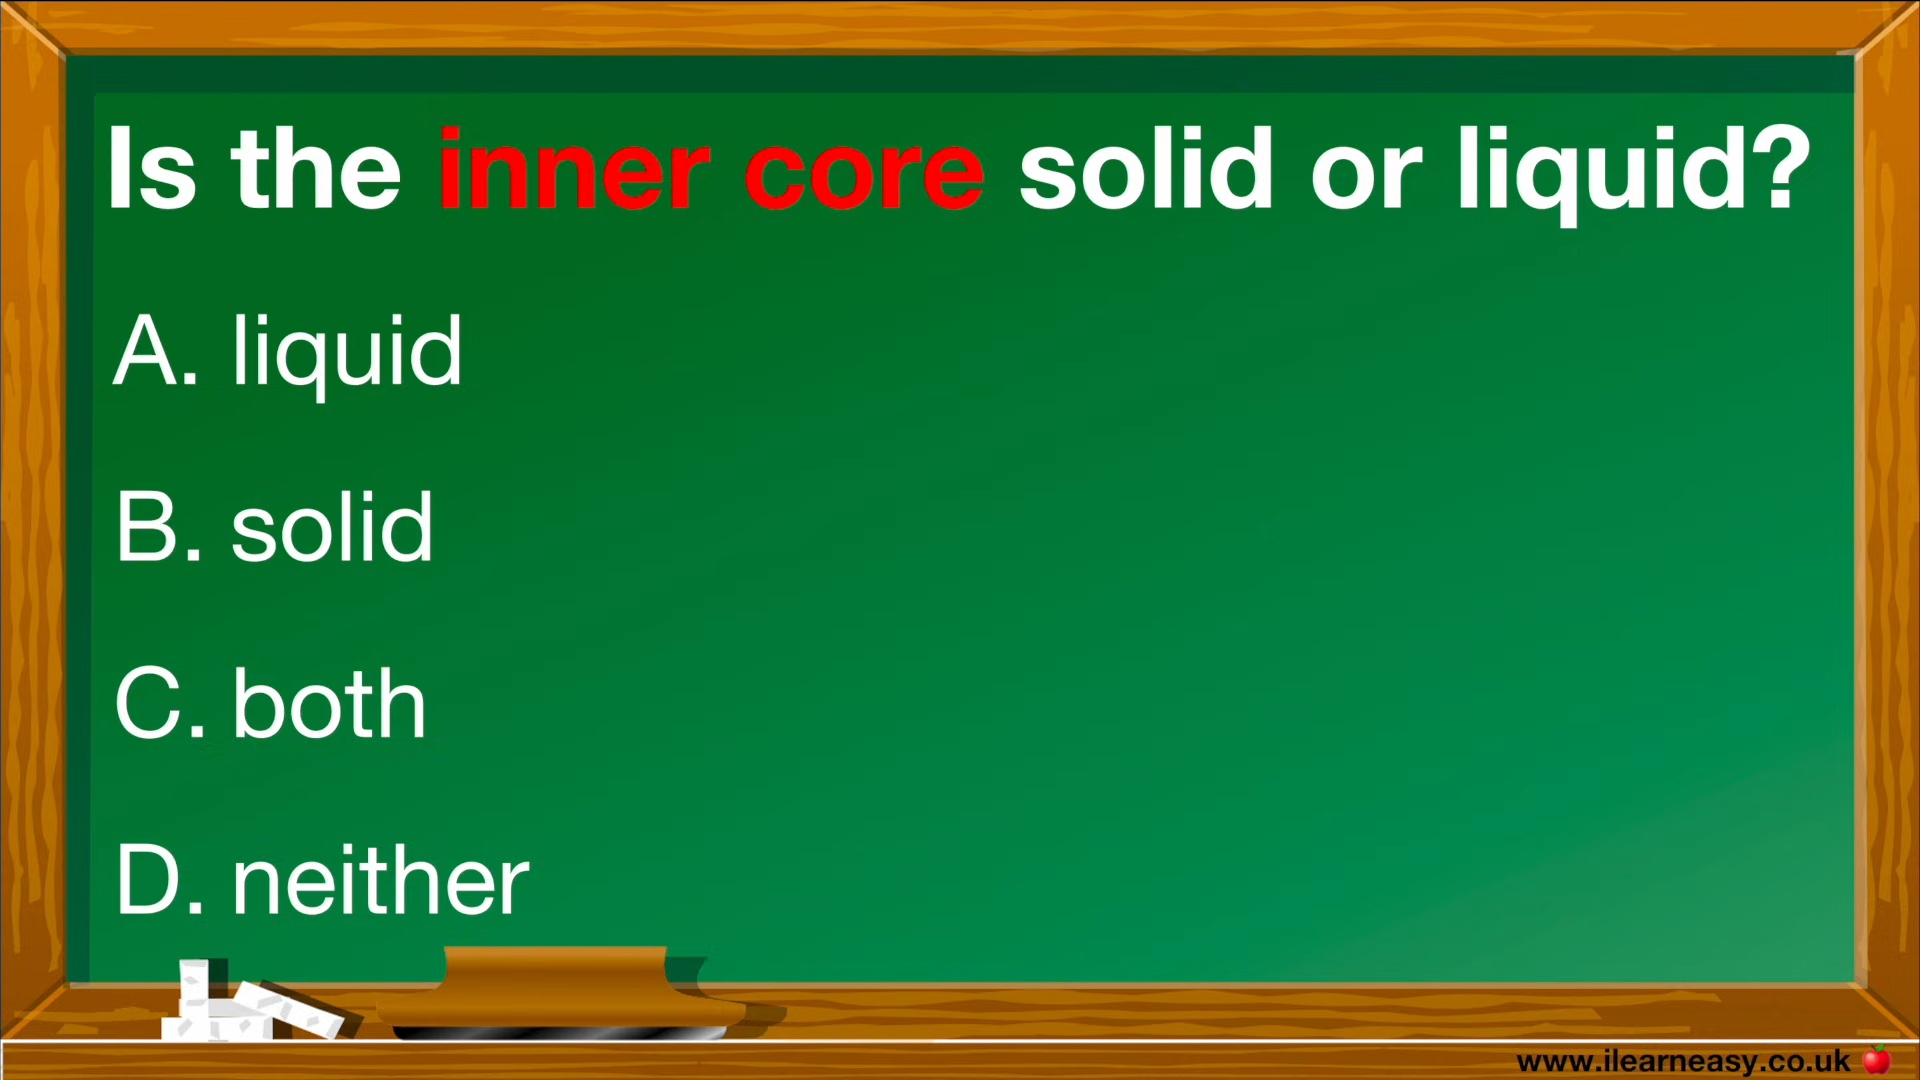 Is the inner core solid or liquid?
A. liquid
B. solid
C. both
D. neither
www.ilearneasy.co.uk